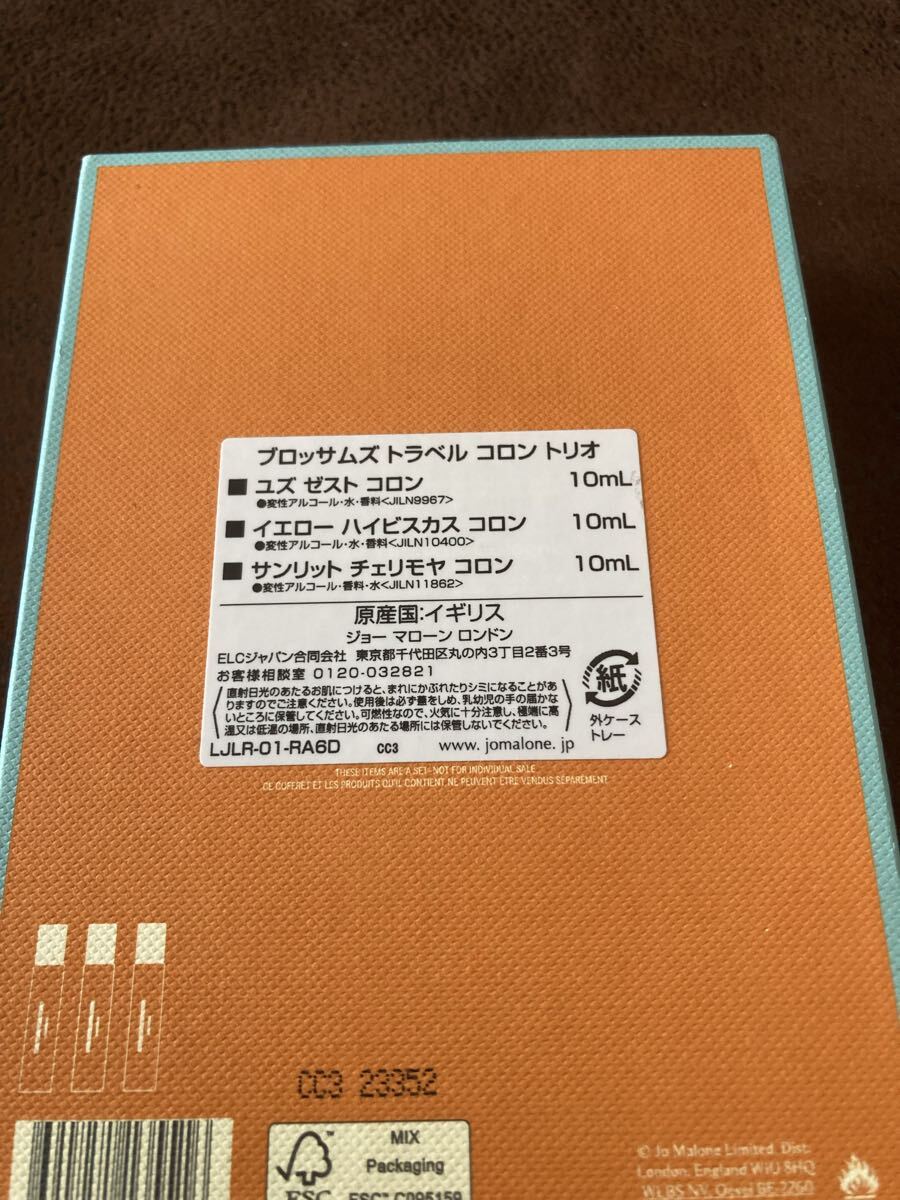 ブロッサムズ トラベル コロン トリオ
■ ユズ ゼスト コロン 10mL
●変性アルコール・水・香料<JILN9967>
■ イエロー ハイビスカス コロン 10mL
●変性アルコール・水・香料<JILN10400>
■ サンリット チェリモヤ コロン 10mL
●変性アルコール・香料・水<JILN11862>
原産国:イギリス
ジョー マローン ロンドン
ELCジャパン合同会社 東京都千代田区丸の内3丁目2番3号
お客様相談室 0120-032821
直射日光のあたるお肌につけると、まれにかぶれたりシミになることがあ
りますのでご注意ください。使用後は必ず蓋をしめ、乳幼児の手の届かな
いところに保管してください。可燃性なので、火気に十分注意し、極端に高
温又は低温の場所、直射日光のあたる場所には保管しないでください。
紙
外ケース
トレー
LJLR-01-RA6D CC3 www.jomalone.jp
THESE ITEMS ARE A SET-NOT FOR INDIVIDUAL SALE
CE COFFRET ET LES PRODUITS QU'IL CONTIENT NE PEUVENT ETRE VENDUS SEPAREMENT
CC3 23352
MIX
Packaging
FSC
FSC™ C095159
© Jo Malone Limited. Dist.
London, England W1U 8HQ
WLBS NV, Oevel BE-2260